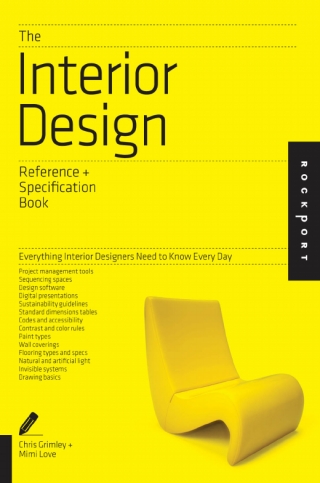 The
Interior
Design
Reference +
Specification
Book
ROCKPORT
Everything Interior Designers Need to Know Every Day
Project management tools
Sequencing spaces
Design software
Digital presentations
Sustainability guidelines
Standard dimensions tables
Codes and accessibility
Contrast and color rules
Paint types
Wall coverings
Flooring types and specs
Natural and artificial light
Invisible systems
Drawing basics
Chris Grimley +
Mimi Love